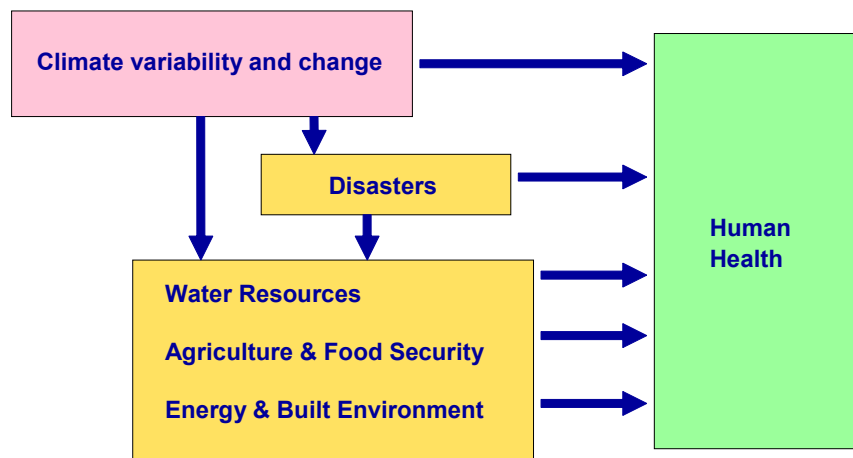 Climate variability and change
Disasters
Human
Health
Water Resources
Agriculture & Food Security
Energy & Built Environment